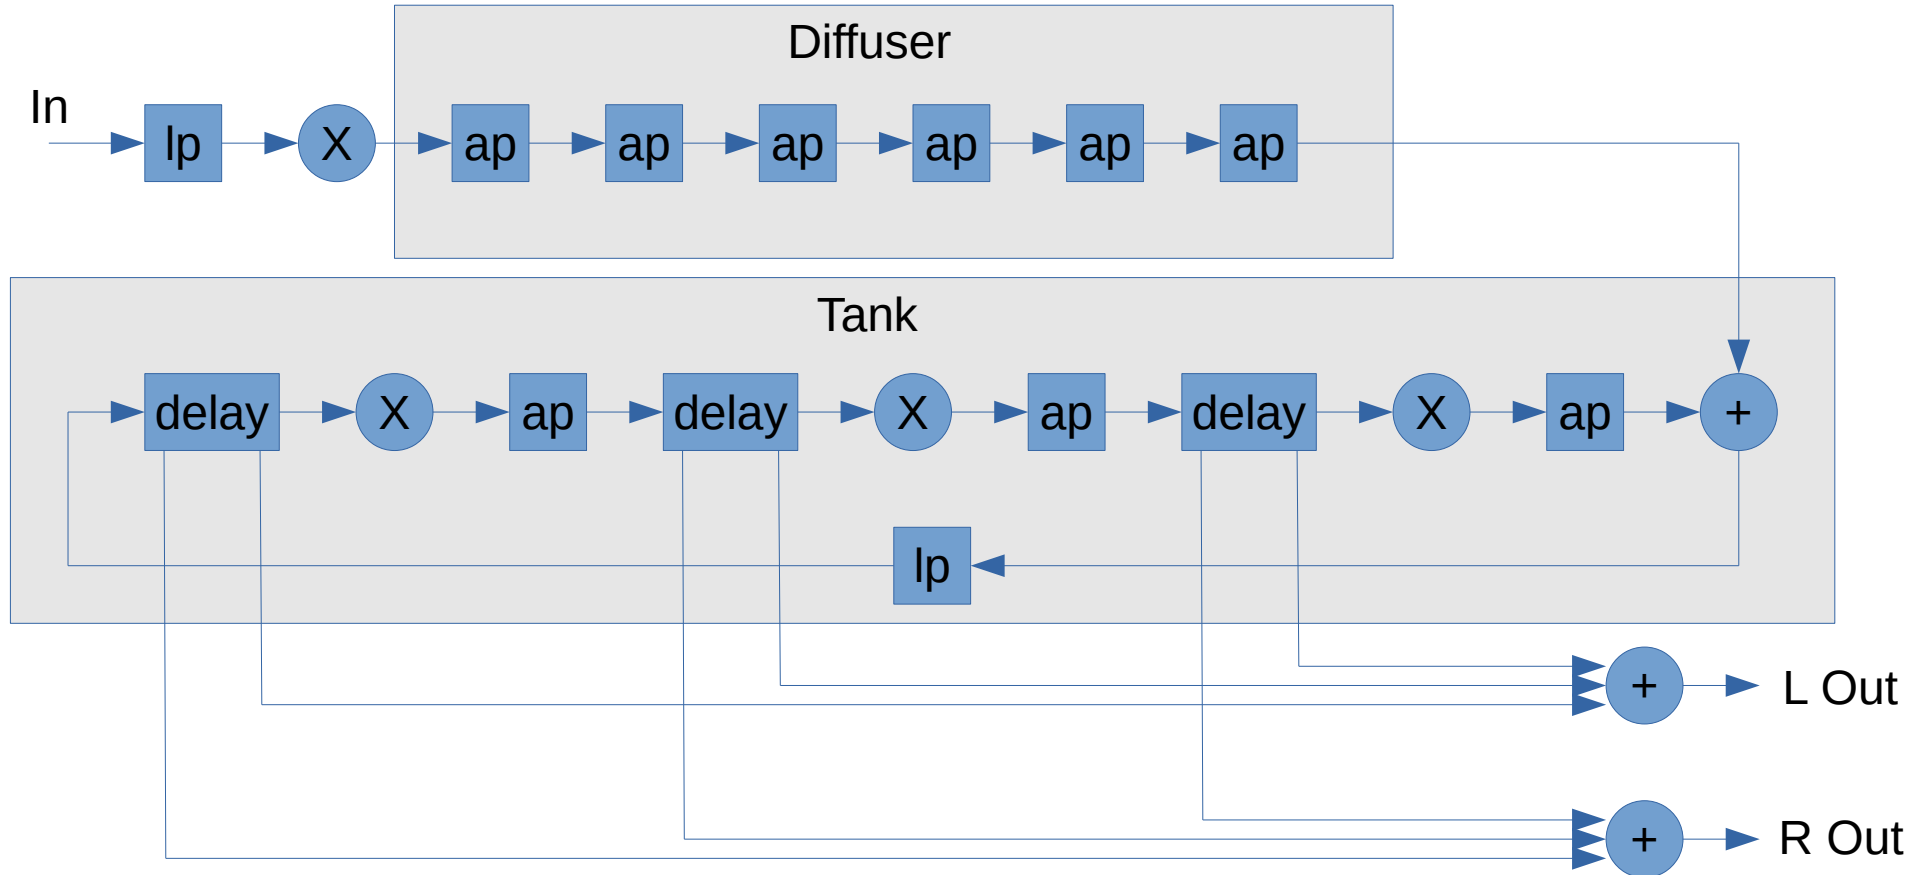 Diffuser
In
lp X ap ap ap ap ap ap
Tank
delay X ap delay X ap delay X ap +
lp
+ L Out
+ R Out